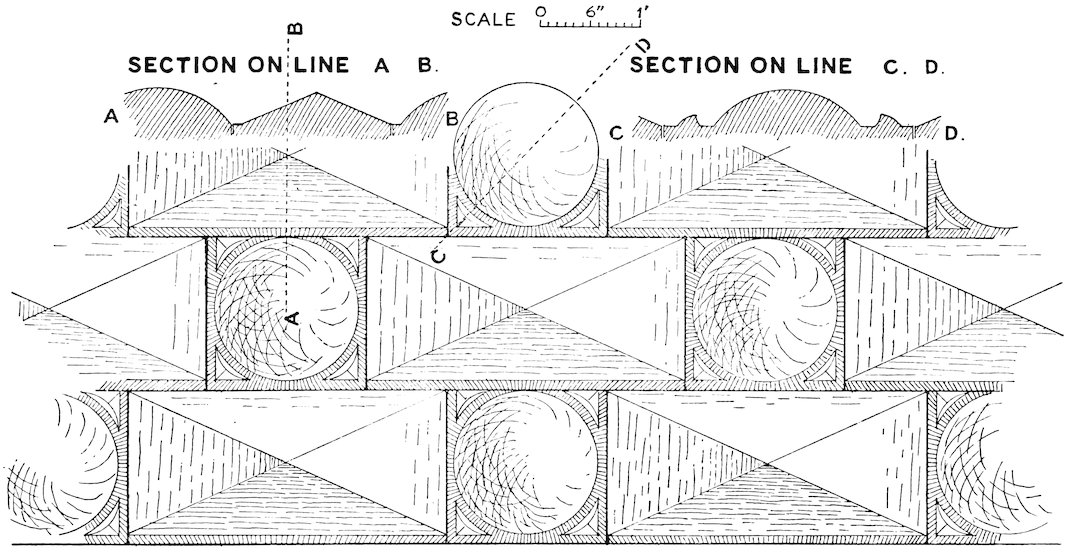 SCALE 0 6" 1'
B
D
SECTION ON LINE A B.
SECTION ON LINE C. D.
A B C D.
C
A